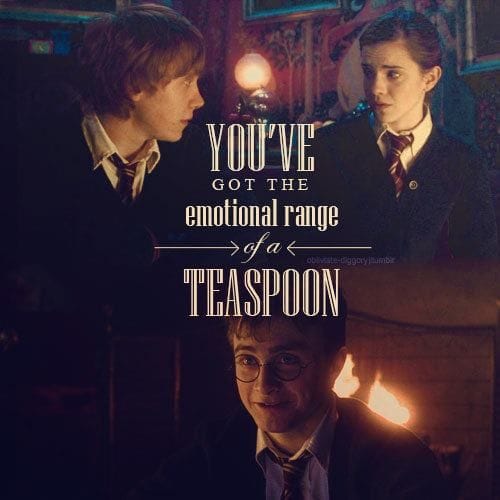 YOU'VE
GOT THE
emotional range
of a
TEASPOON
obliviate-diggory|tumblr